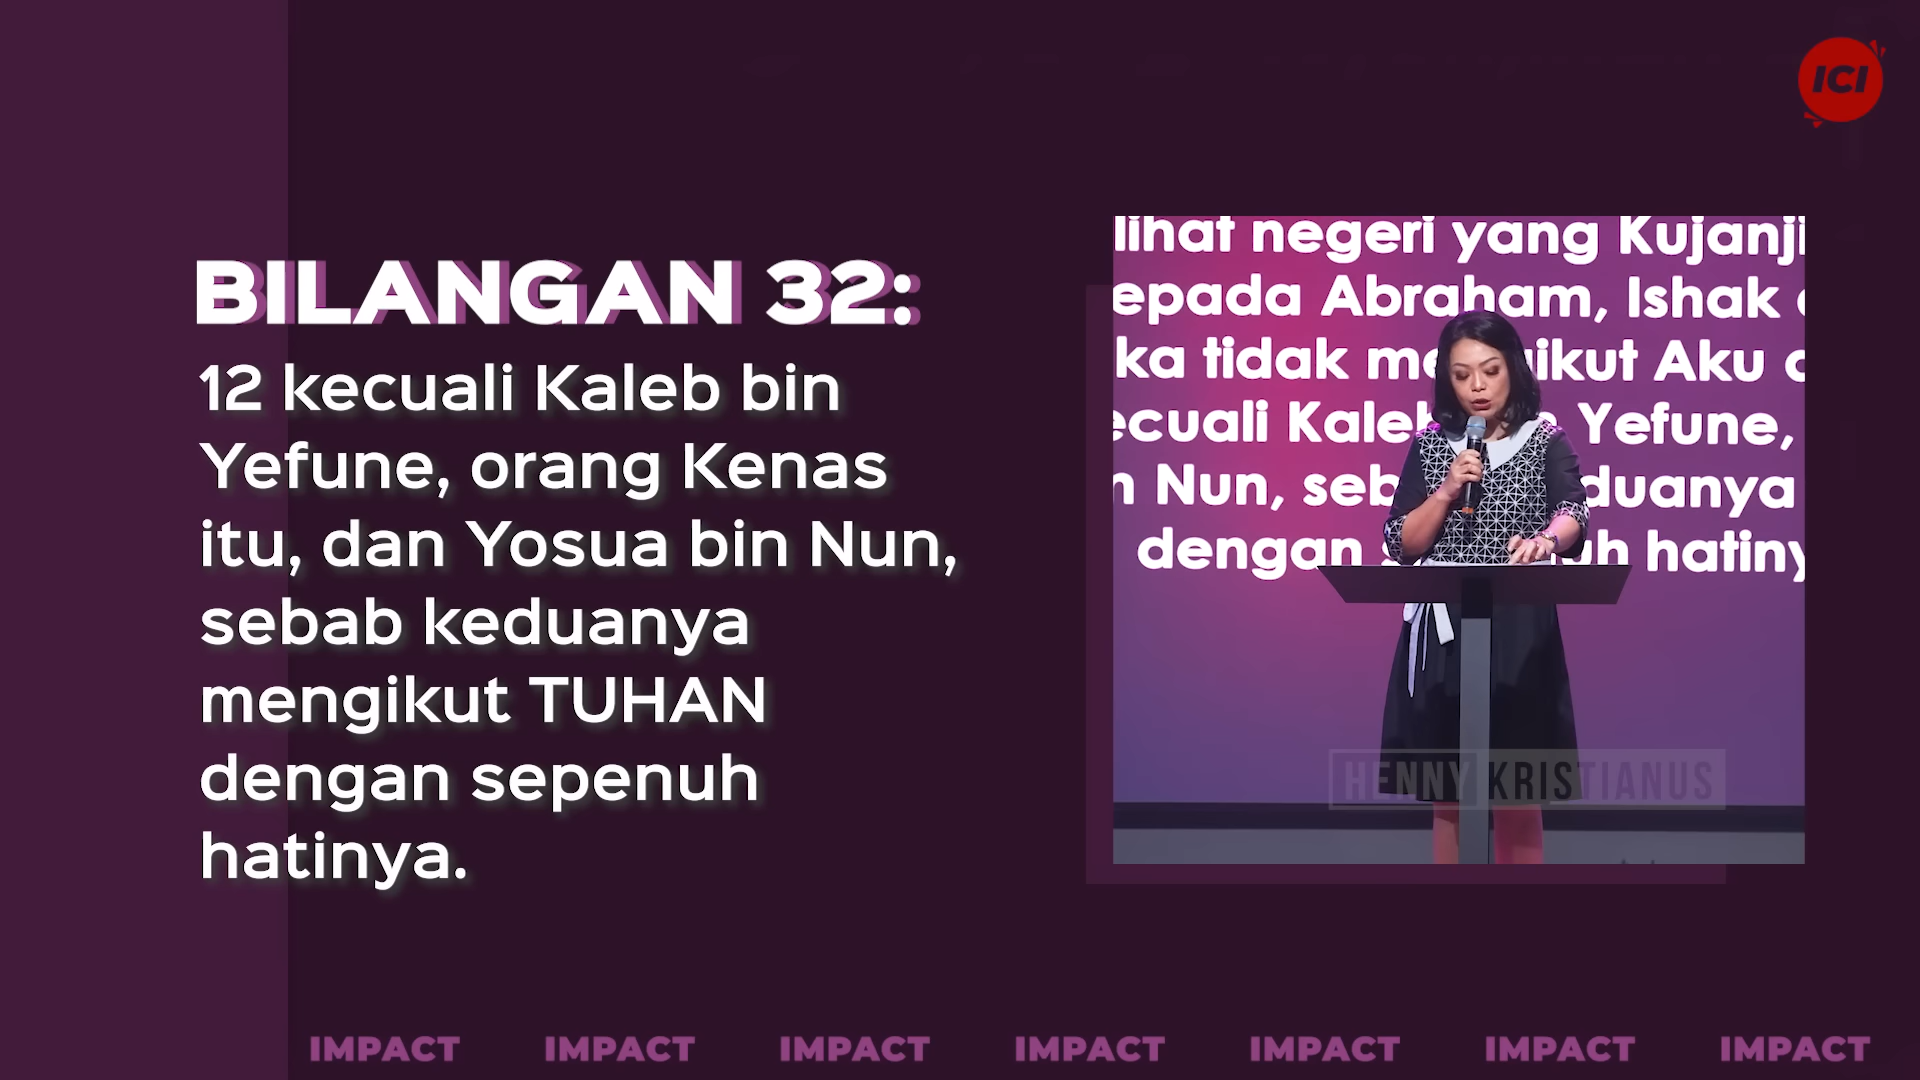 ICI
BILANGAN 32:
12 kecuali Kaleb bin
Yefune, orang Kenas
itu, dan Yosua bin Nun,
sebab keduanya
mengikut TUHAN
dengan sepenuh
hatinya.
lihat negeri yang Kujanji
epada Abraham, Ishak
ka tidak ikut Aku
ecuali Kaleb Yefune,
n Nun, seb duanya
dengan uh hatiny
HENNY KRISTIANUS
IMPACT IMPACT IMPACT IMPACT IMPACT IMPACT IMPACT